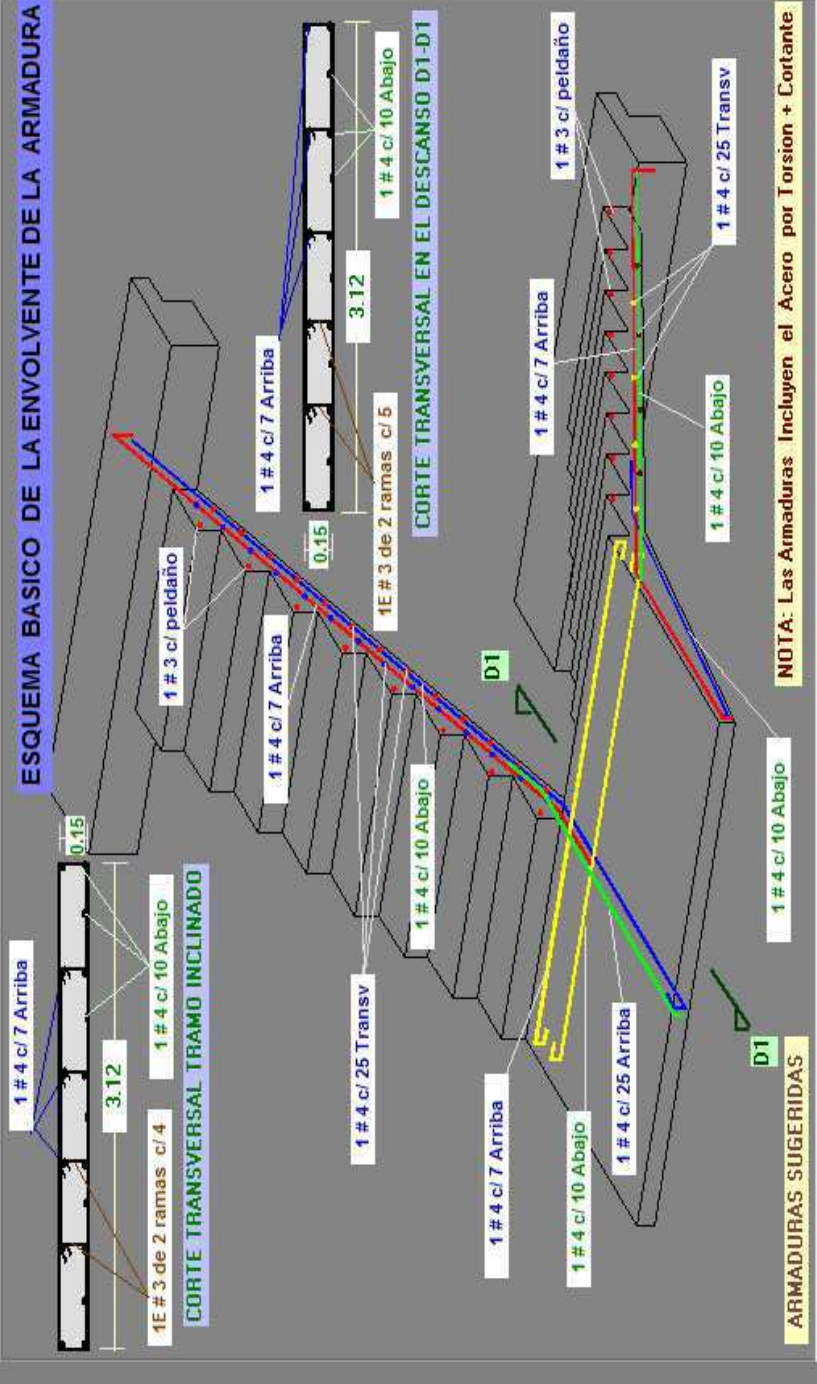 ESQUEMA BASICO DE LA ENVOLVENTE DE LA ARMADURA
1 # 4 c/ 7 Arriba
0.15
3.12
1E # 3 de 2 ramas c/ 4
1 # 4 c/ 10 Abajo
CORTE TRANSVERSAL TRAMO INCLINADO
1 # 3 c/ peldaño
1 # 4 c/ 7 Arriba
1 # 4 c/ 25 Transv
1 # 4 c/ 10 Abajo
1 # 4 c/ 7 Arriba
0.15
3.12
1E # 3 de 2 ramas c/ 5
1 # 4 c/ 10 Abajo
CORTE TRANSVERSAL EN EL DESCANSO D1-D1
D1
1 # 4 c/ 7 Arriba
1 # 4 c/ 10 Abajo
1 # 4 c/ 25 Arriba
D1
1 # 4 c/ 10 Abajo
1 # 4 c/ 7 Arriba
1 # 3 c/ peldaño
1 # 4 c/ 10 Abajo
1 # 4 c/ 25 Transv
ARMADURAS SUGERIDAS
NOTA: Las Armaduras Incluyen el Acero por Torsion + Cortante